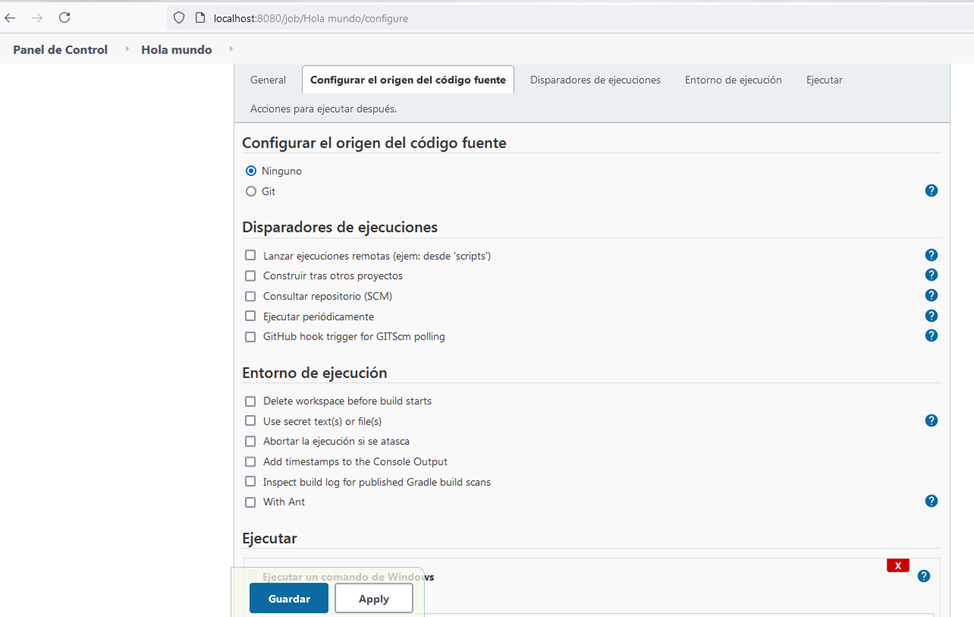 localhost:8080/job/Hola mundo/configure
Panel de Control Hola mundo
General Configurar el origen del código fuente Disparadores de ejecuciones Entorno de ejecución Ejecutar
Acciones para ejecutar después.
Configurar el origen del código fuente
Ninguno
Git
?
Disparadores de ejecuciones
Lanzar ejecuciones remotas (ejem: desde 'scripts')
?
Construir tras otros proyectos
?
Consultar repositorio (SCM)
?
Ejecutar periódicamente
?
GitHub hook trigger for GITScm polling
?
Entorno de ejecución
Delete workspace before build starts
Use secret text(s) or file(s)
?
Abortar la ejecución si se atasca
Add timestamps to the Console Output
Inspect build log for published Gradle build scans
With Ant
?
Ejecutar
X
Ejecutar un comando de Windows
?
Guardar Apply